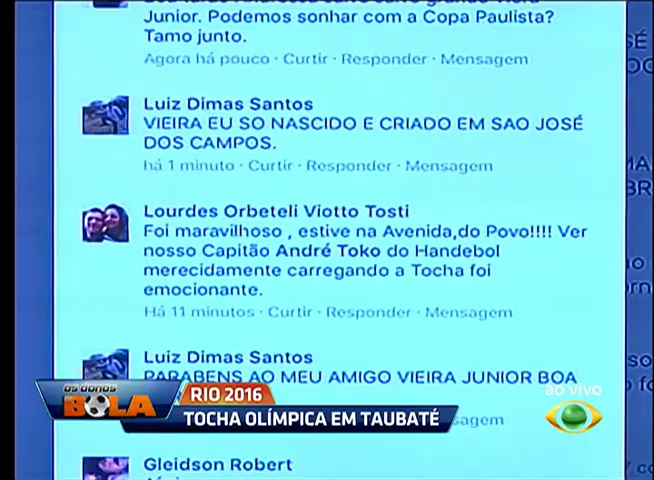 Junior. Podemos sonhar com a Copa Paulista?
Tamo junto.
Agora há pouco · Curtir · Responder · Mensagem
Luiz Dimas Santos
VIEIRA EU SO NASCIDO E CRIADO EM SAO JOSÉ
DOS CAMPOS.
há 1 minuto · Curtir · Responder · Mensagem
Lourdes Orbeteli Viotto Tosti
Foi maravilhoso , estive na Avenida,do Povo!!!! Ver
nosso Capitão André Toko do Handebol
merecidamente carregando a Tocha foi
emocionante.
Há 11 minutos · Curtir · Responder · Mensagem
Luiz Dimas Santos
PARABENS AO MEU AMIGO VIEIRA JUNIOR BOA
OS DONOS
DA
BOLA
RIO 2016
TOCHA OLÍMPICA EM TAUBATÉ
ao vivo
Gleidson Robert